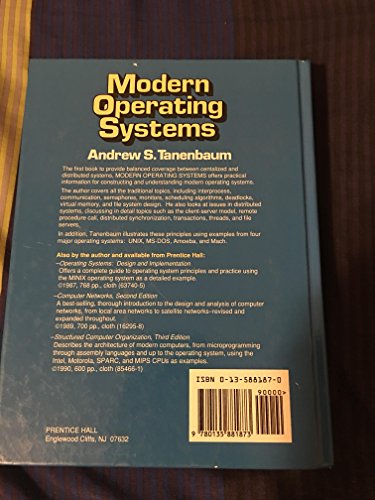 Modern
Operating
Systems
Andrew S. Tanenbaum
The first book to provide balanced coverage between centalized and
distributed systems, MODERN OPERATING SYSTEMS offers practical
information for constructing and understanding modern operating systems.
The author covers all the traditional topics, including interprocess,
communication, semaphores, monitors, scheduling algorithms, deadlocks,
virtual memory, and file system design. He also looks at issues in distributed
systems, discussing in detail topics such as the client-server model, remote
procedure call, distributed synchronization, transactions, threads, and file
servers,
In addition, Tanenbaum illustrates these principles using examples from four
major operating systems: UNIX, MS-DOS, Amoeba, and Mach.
Also by the author and available from Prentice Hall:
–Operating Systems: Design and Implementation
Offers a complete guide to operating system principles and practice using
the MINIX operating system as a detailed example.
©1987, 768 pp., cloth (63740-5)
–Computer Networks, Second Edition
A best-selling, thorough introduction to the design and analysis of computer
networks, from local area networks to satellite networks–revised and
expanded throughout.
©1989, 700 pp., cloth (16295-8)
–Structured Computer Organization, Third Edition
Describes the architecture of modern computers, from microprogramming
through assembly languages and up to the operating system, using the
Intel, Motorola, SPARC, and MIPS CPUs as examples.
©1990, 600 pp., cloth (85466-1)
ISBN 0-13-588187-0
90000>
9 780135 881873
PRENTICE HALL
Englewood Cliffs, NJ 07632